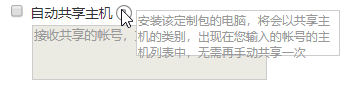 自动共享主机
接收共享的帐号，
安装该定制包的电脑，将会以共享主
机的类别，出现在您输入的帐号的主
机列表中，无需再手动共享一次